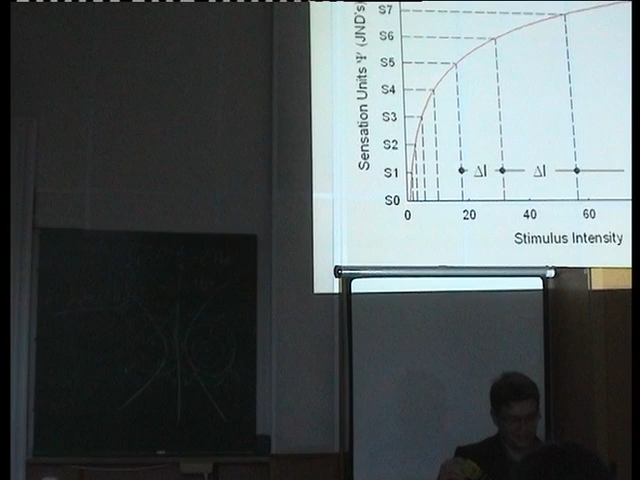 Sensation Units Ψ (JND's)
S7
S6
S5
S4
S3
S2
S1
S0
ΔI ΔI
0 20 40 60
Stimulus Intensity